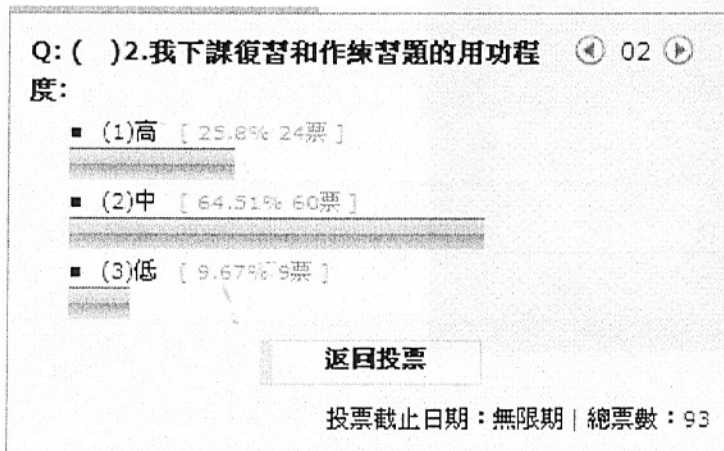 Q: ( )2.我下課復習和作練習題的用功程 02
度：
(1)高 [ 25.8% 24票 ]
(2)中 [ 64.51% 60票 ]
(3)低 [ 9.67% 9票 ]
返回投票
投票截止日期：無限期 | 總票數：93